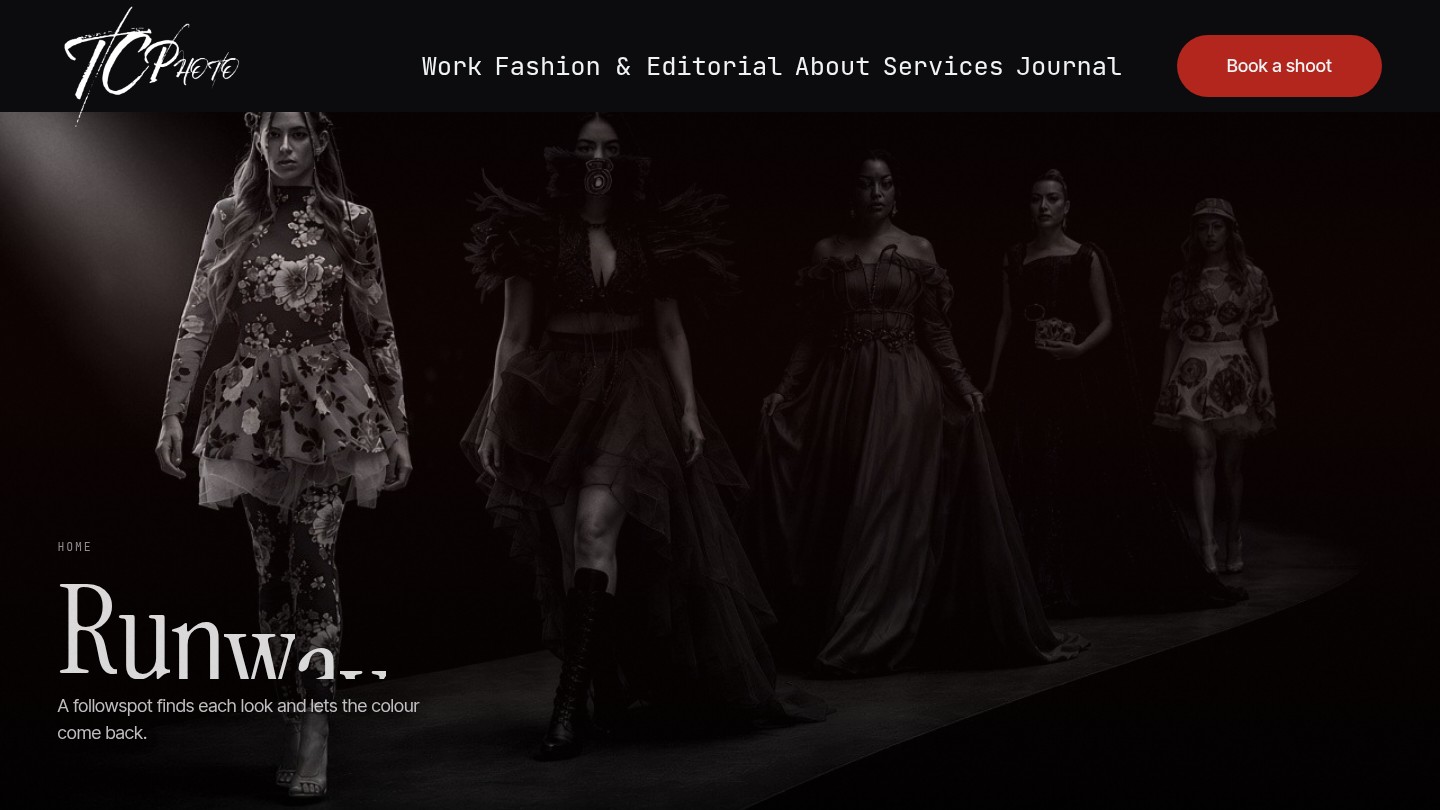 TCPHOTO
Work Fashion & Editorial About Services Journal
Book a shoot
HOME
Runway
A followspot finds each look and lets the colour
come back.